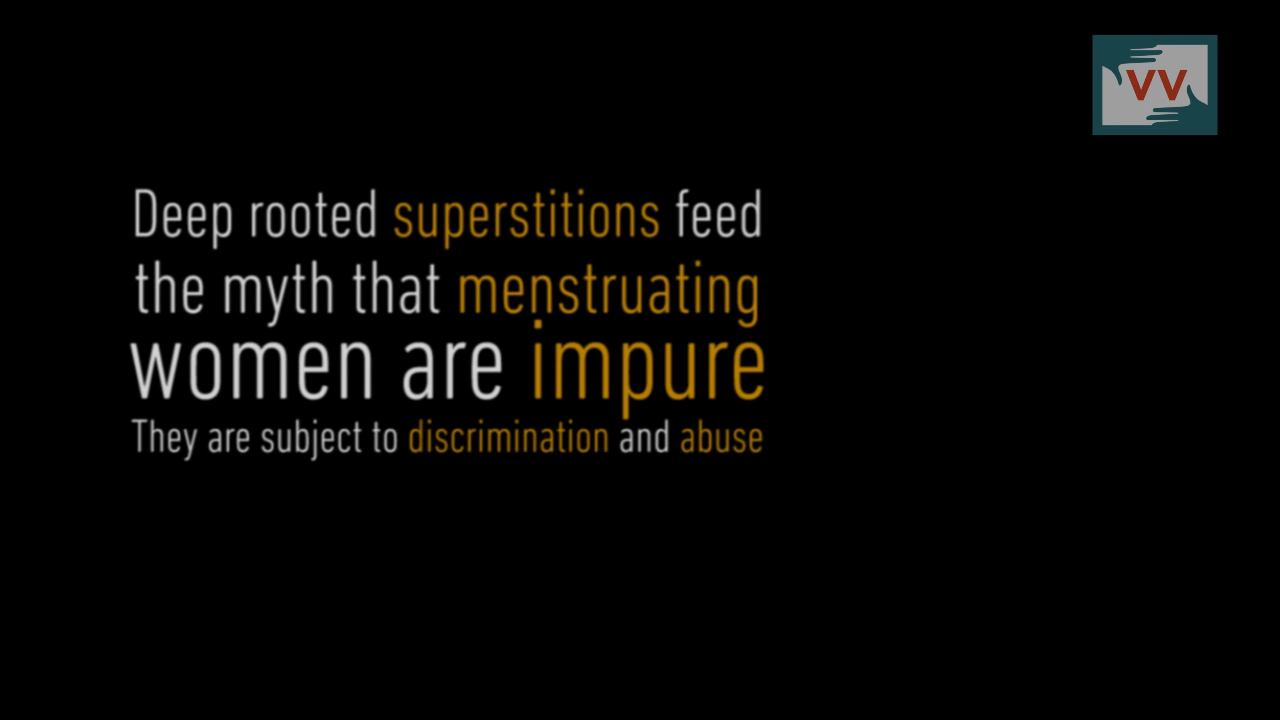 VV
Deep rooted superstitions feed
the myth that menstruating
women are impure
They are subject to discrimination and abuse